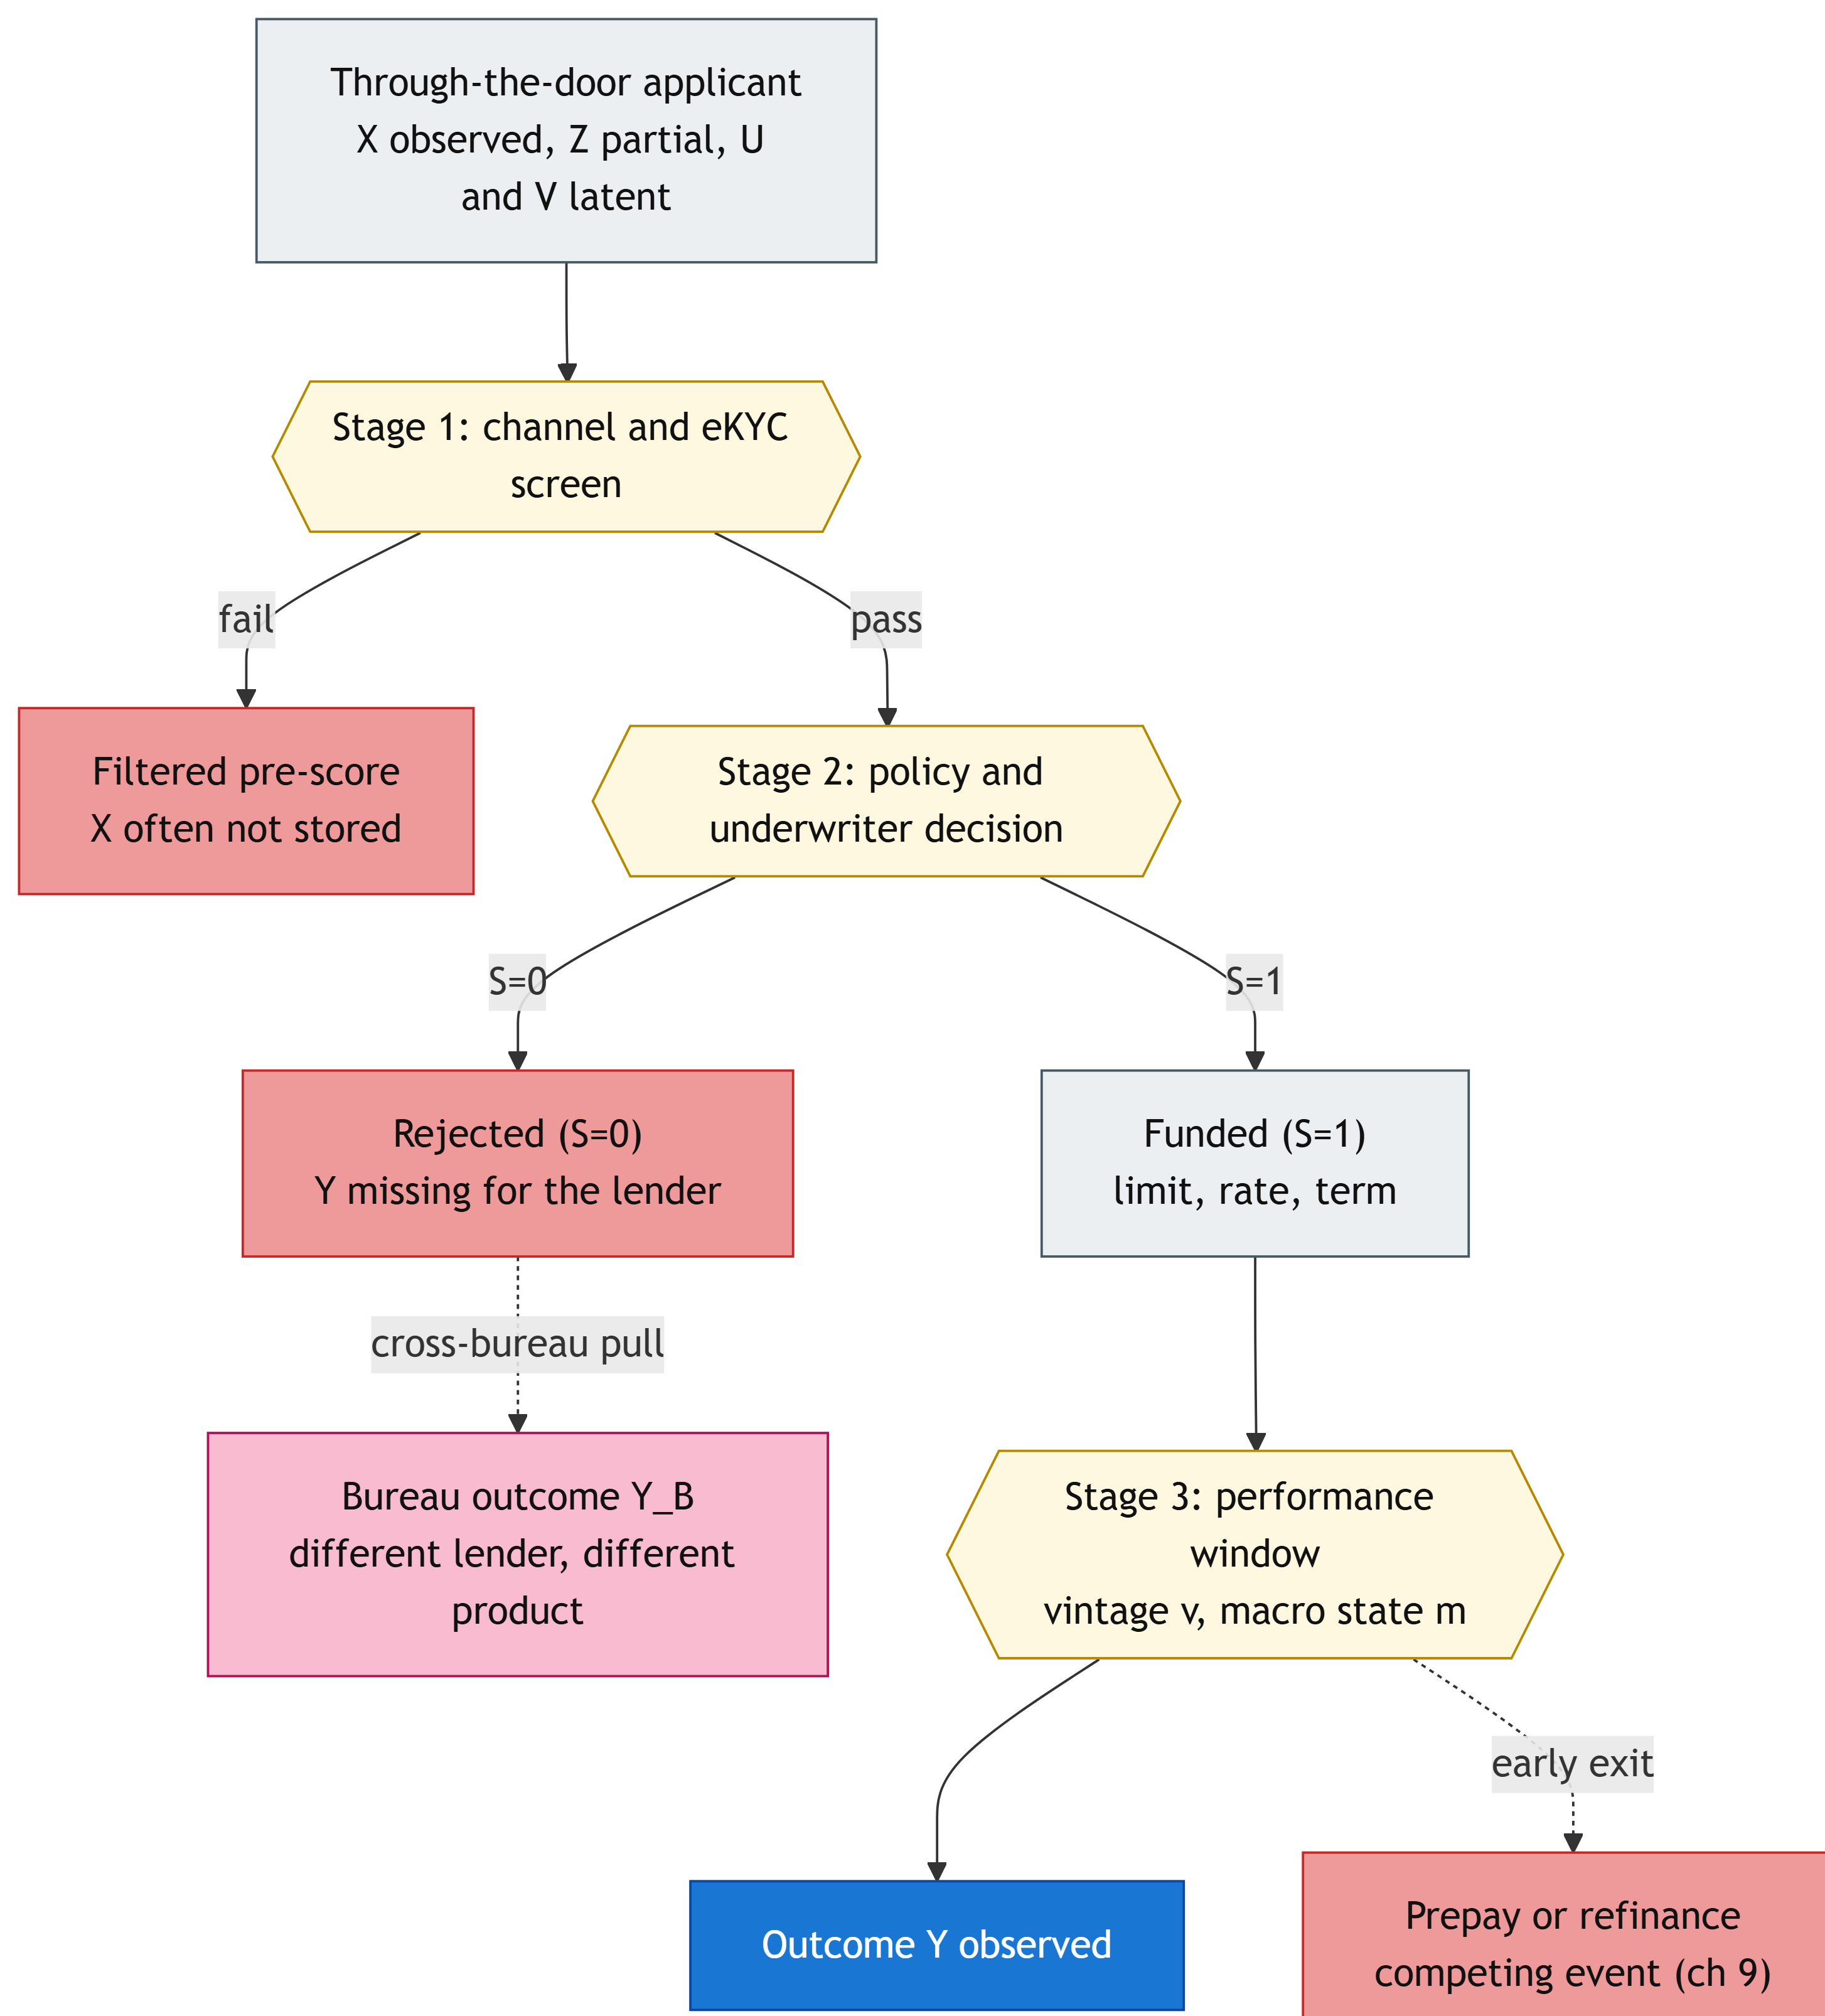 Through-the-door applicant
X observed, Z partial, U
and V latent
Stage 1: channel and eKYC
screen
fail
pass
Filtered pre-score
X often not stored
Stage 2: policy and
underwriter decision
S=0
S=1
Rejected (S=0)
Y missing for the lender
Funded (S=1)
limit, rate, term
cross-bureau pull
Bureau outcome Y_B
different lender, different
product
Stage 3: performance
window
vintage v, macro state m
early exit
Outcome Y observed
Prepay or refinance
competing event (ch 9)